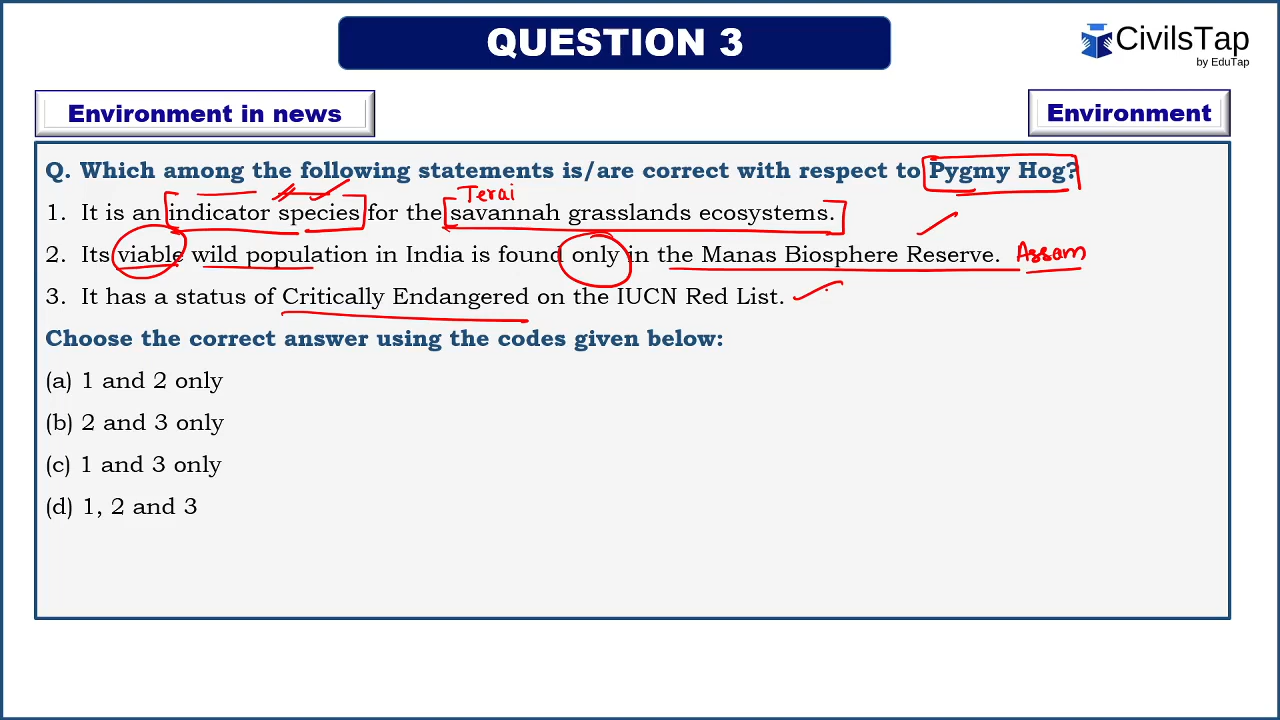 QUESTION 3
CivilsTap
by EduTap
Environment in news
Environment
Q. Which among the following statements is/are correct with respect to Pygmy Hog?
Terai
1. It is an indicator species for the savannah grasslands ecosystems.
2. Its viable wild population in India is found only in the Manas Biosphere Reserve. Assam
3. It has a status of Critically Endangered on the IUCN Red List.
Choose the correct answer using the codes given below:
(a) 1 and 2 only
(b) 2 and 3 only
(c) 1 and 3 only
(d) 1, 2 and 3